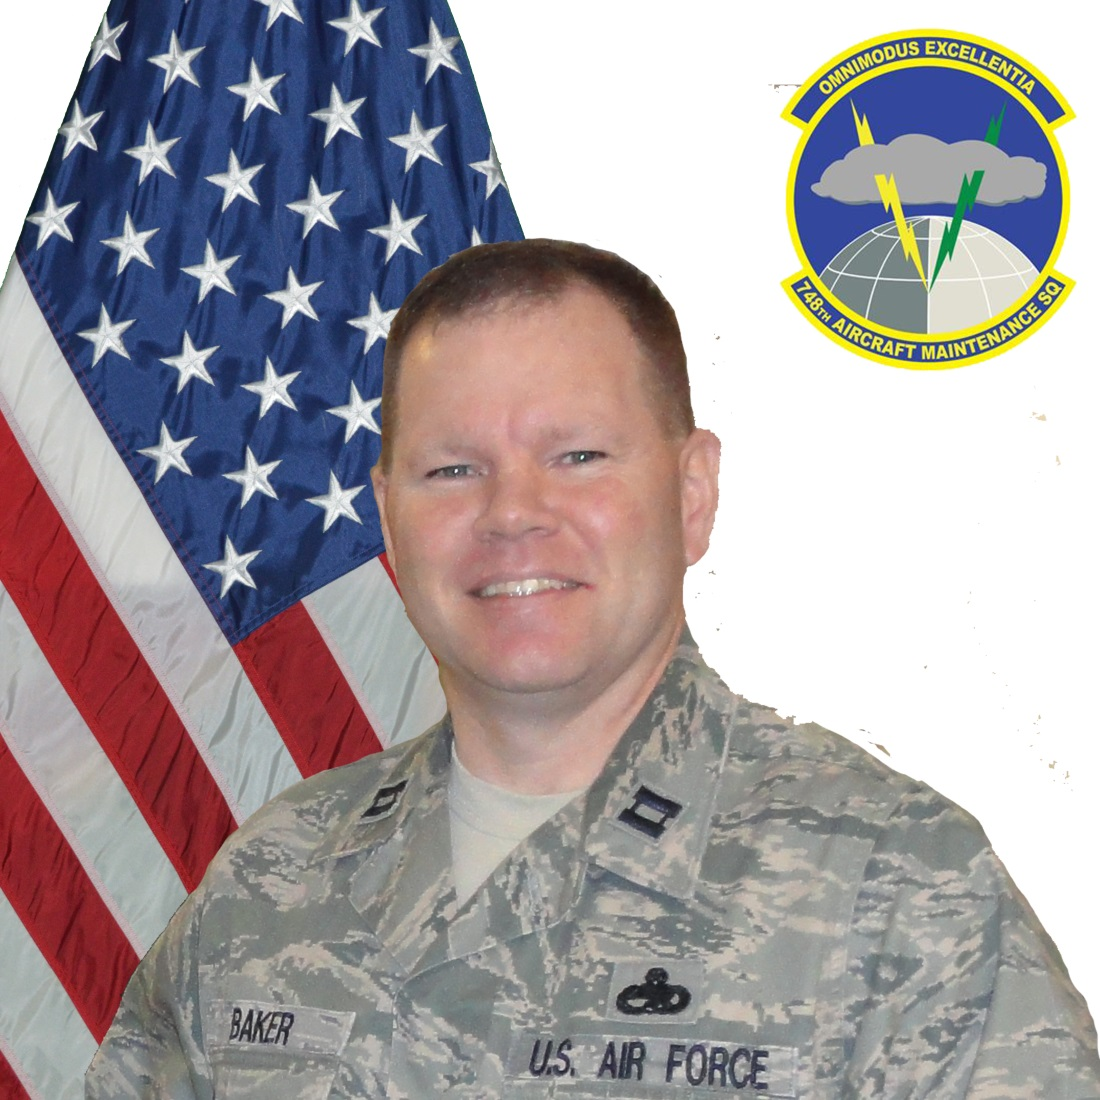 OMNIMODUS EXCELLENTIA
748TH AIRCRAFT MAINTENANCE SQ
BAKER
U.S. AIR FORCE